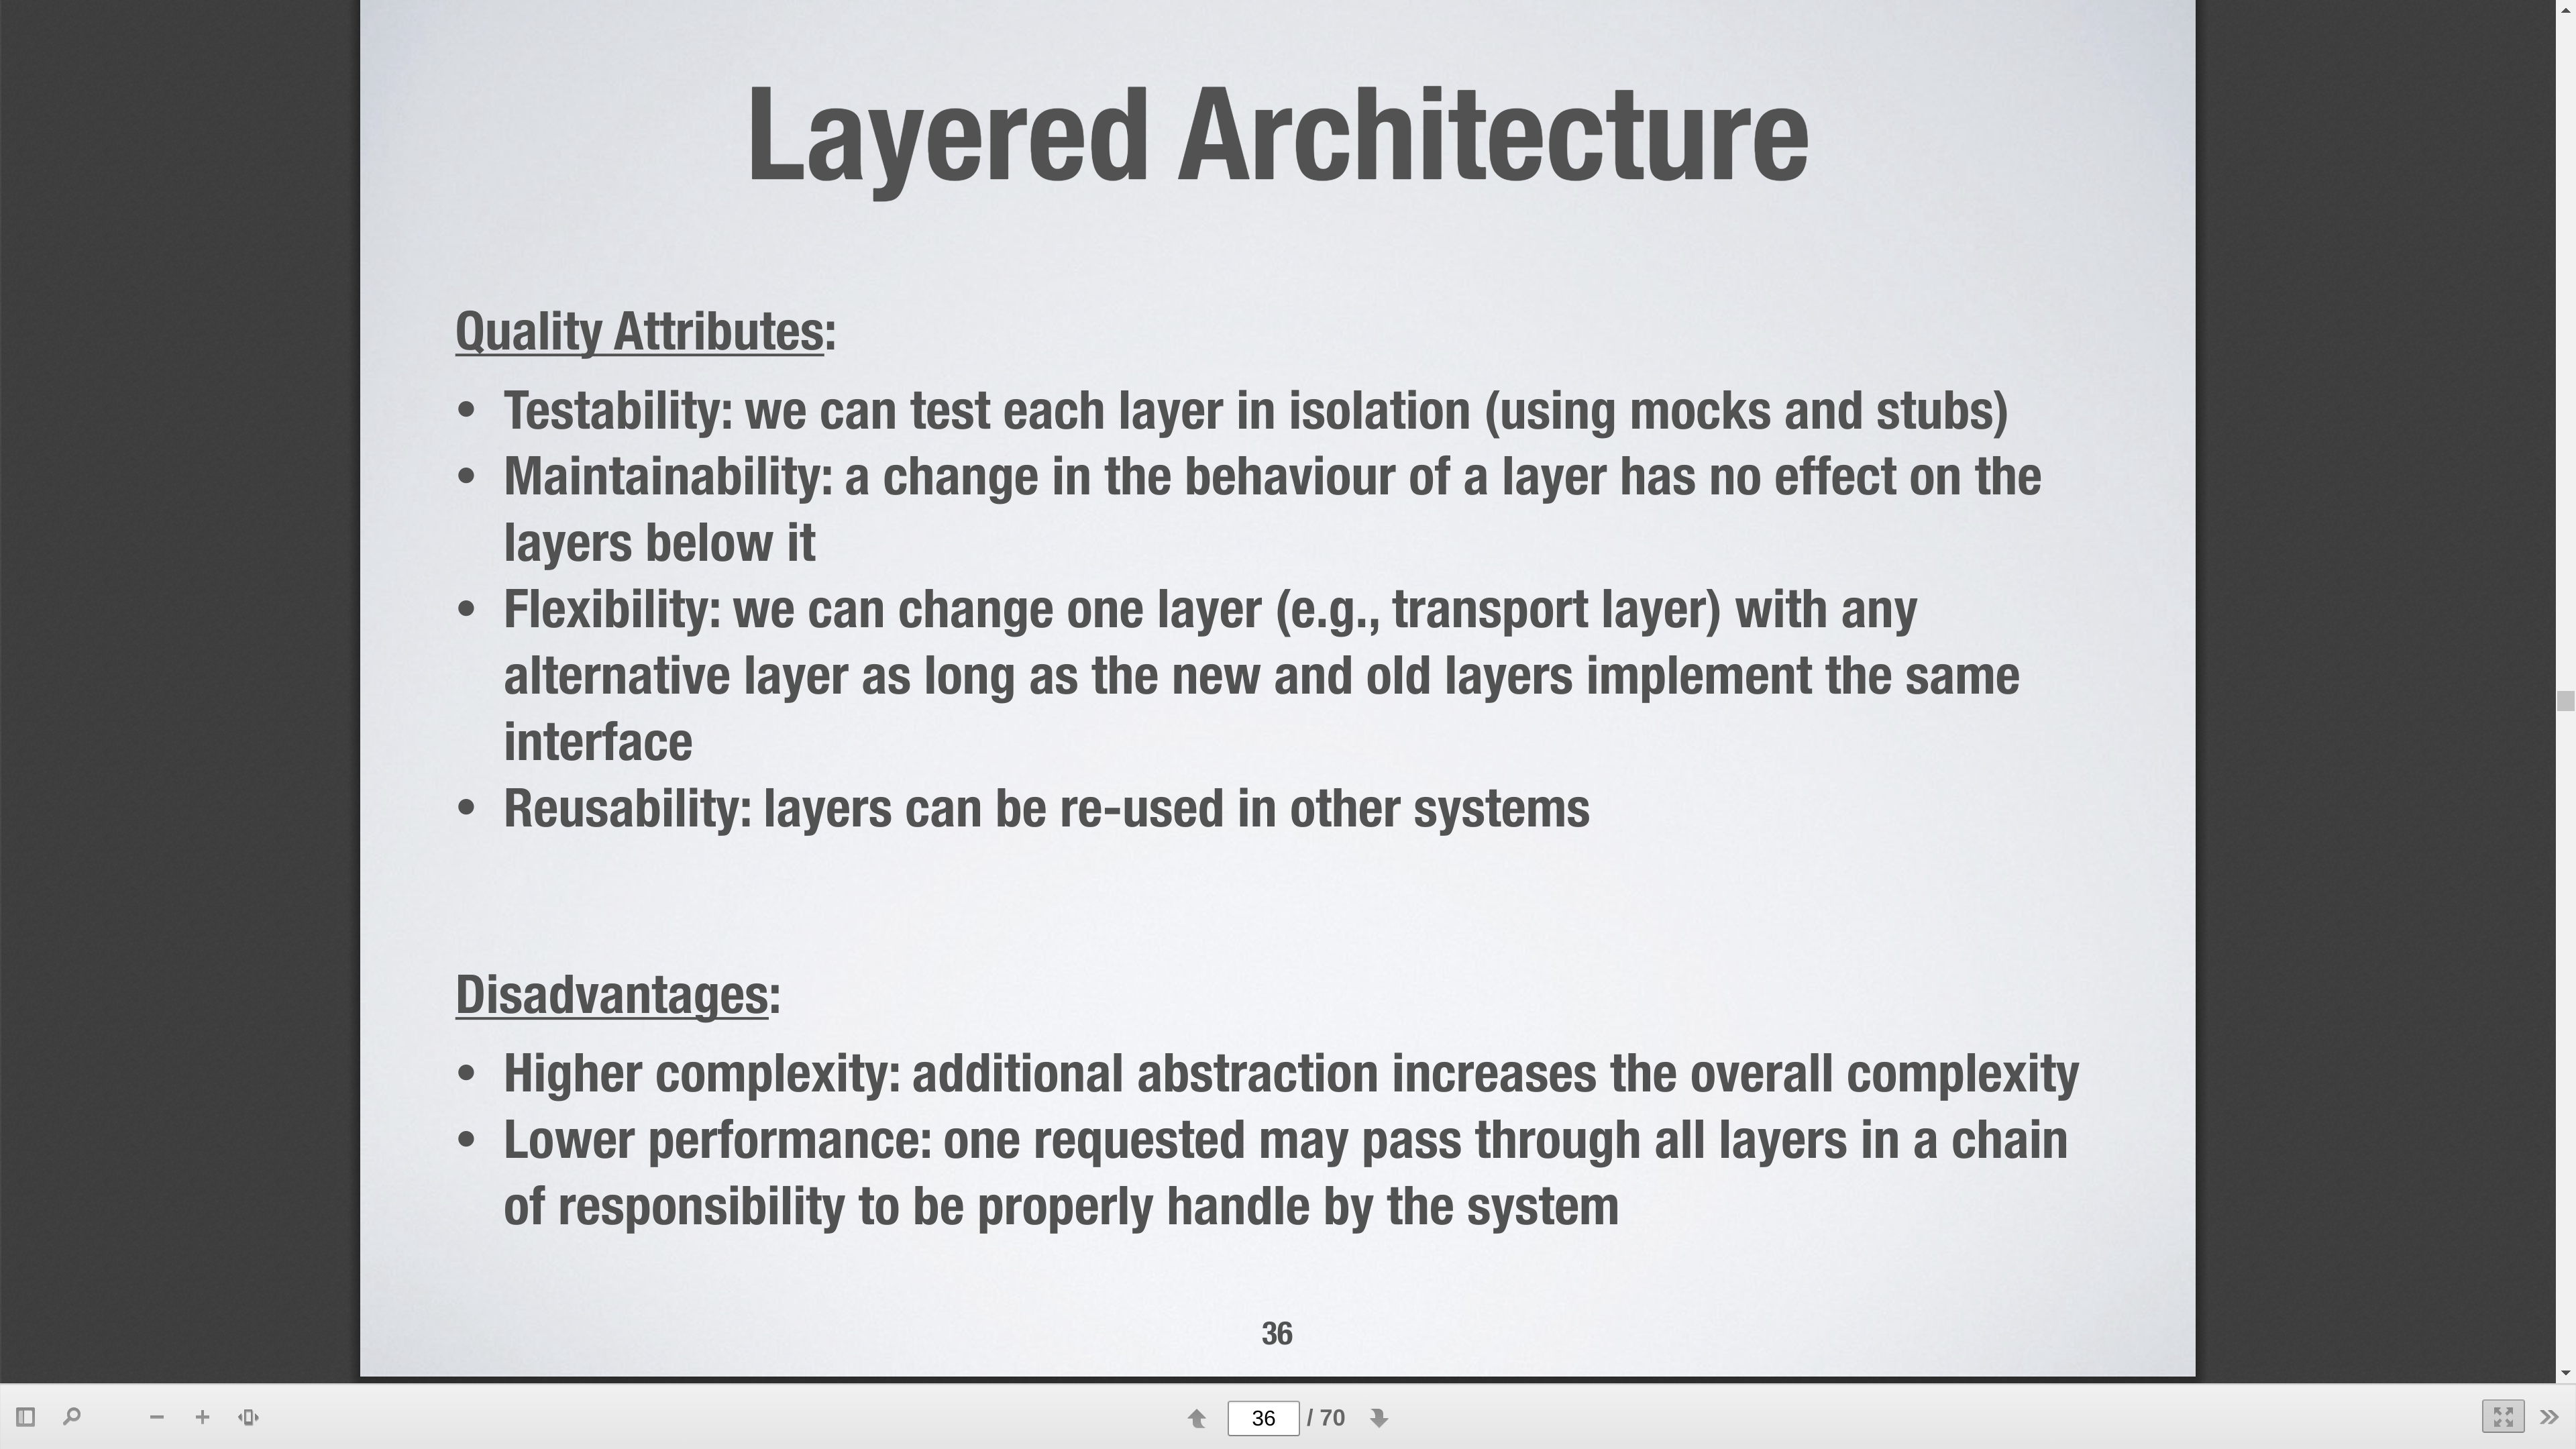 Layered Architecture
Quality Attributes:
• Testability: we can test each layer in isolation (using mocks and stubs)
• Maintainability: a change in the behaviour of a layer has no effect on the
layers below it
• Flexibility: we can change one layer (e.g., transport layer) with any
alternative layer as long as the new and old layers implement the same
interface
• Reusability: layers can be re-used in other systems
Disadvantages:
• Higher complexity: additional abstraction increases the overall complexity
• Lower performance: one requested may pass through all layers in a chain
of responsibility to be properly handle by the system
36
36 / 70